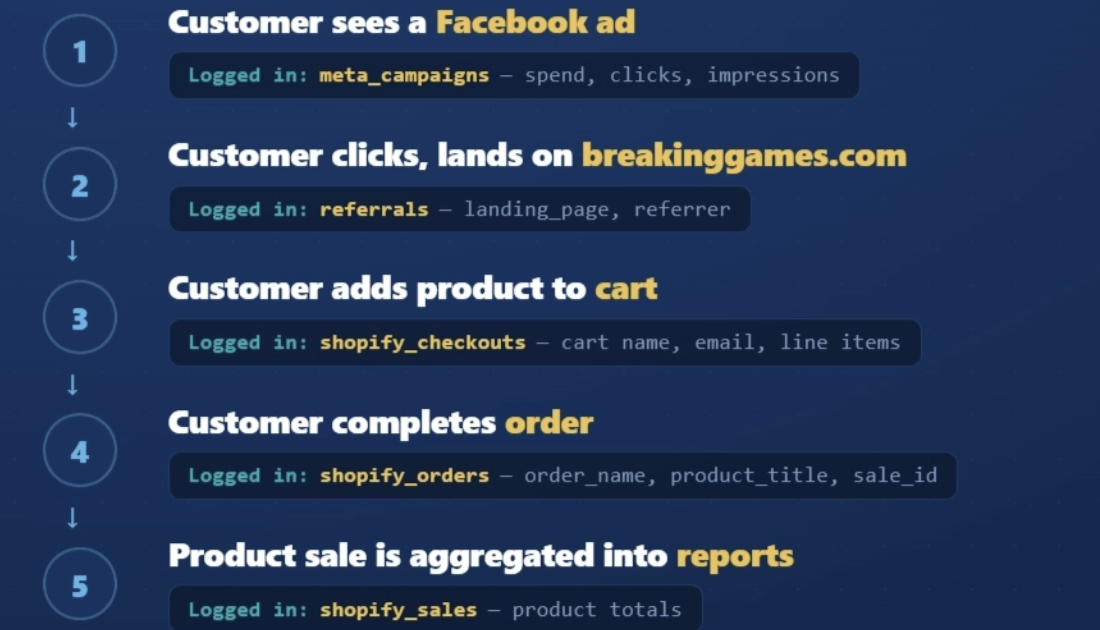 1
Customer sees a Facebook ad
Logged in: meta_campaigns — spend, clicks, impressions
↓
2
Customer clicks, lands on breakinggames.com
Logged in: referrals — landing_page, referrer
↓
3
Customer adds product to cart
Logged in: shopify_checkouts — cart name, email, line items
↓
4
Customer completes order
Logged in: shopify_orders — order_name, product_title, sale_id
↓
5
Product sale is aggregated into reports
Logged in: shopify_sales — product totals